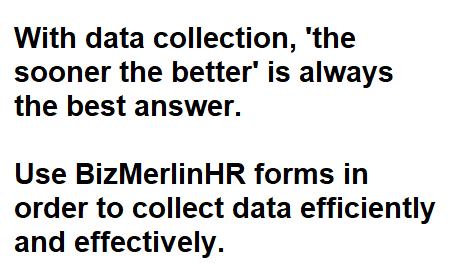 With data collection, 'the
sooner the better' is always
the best answer.
Use BizMerlinHR forms in
order to collect data efficiently
and effectively.